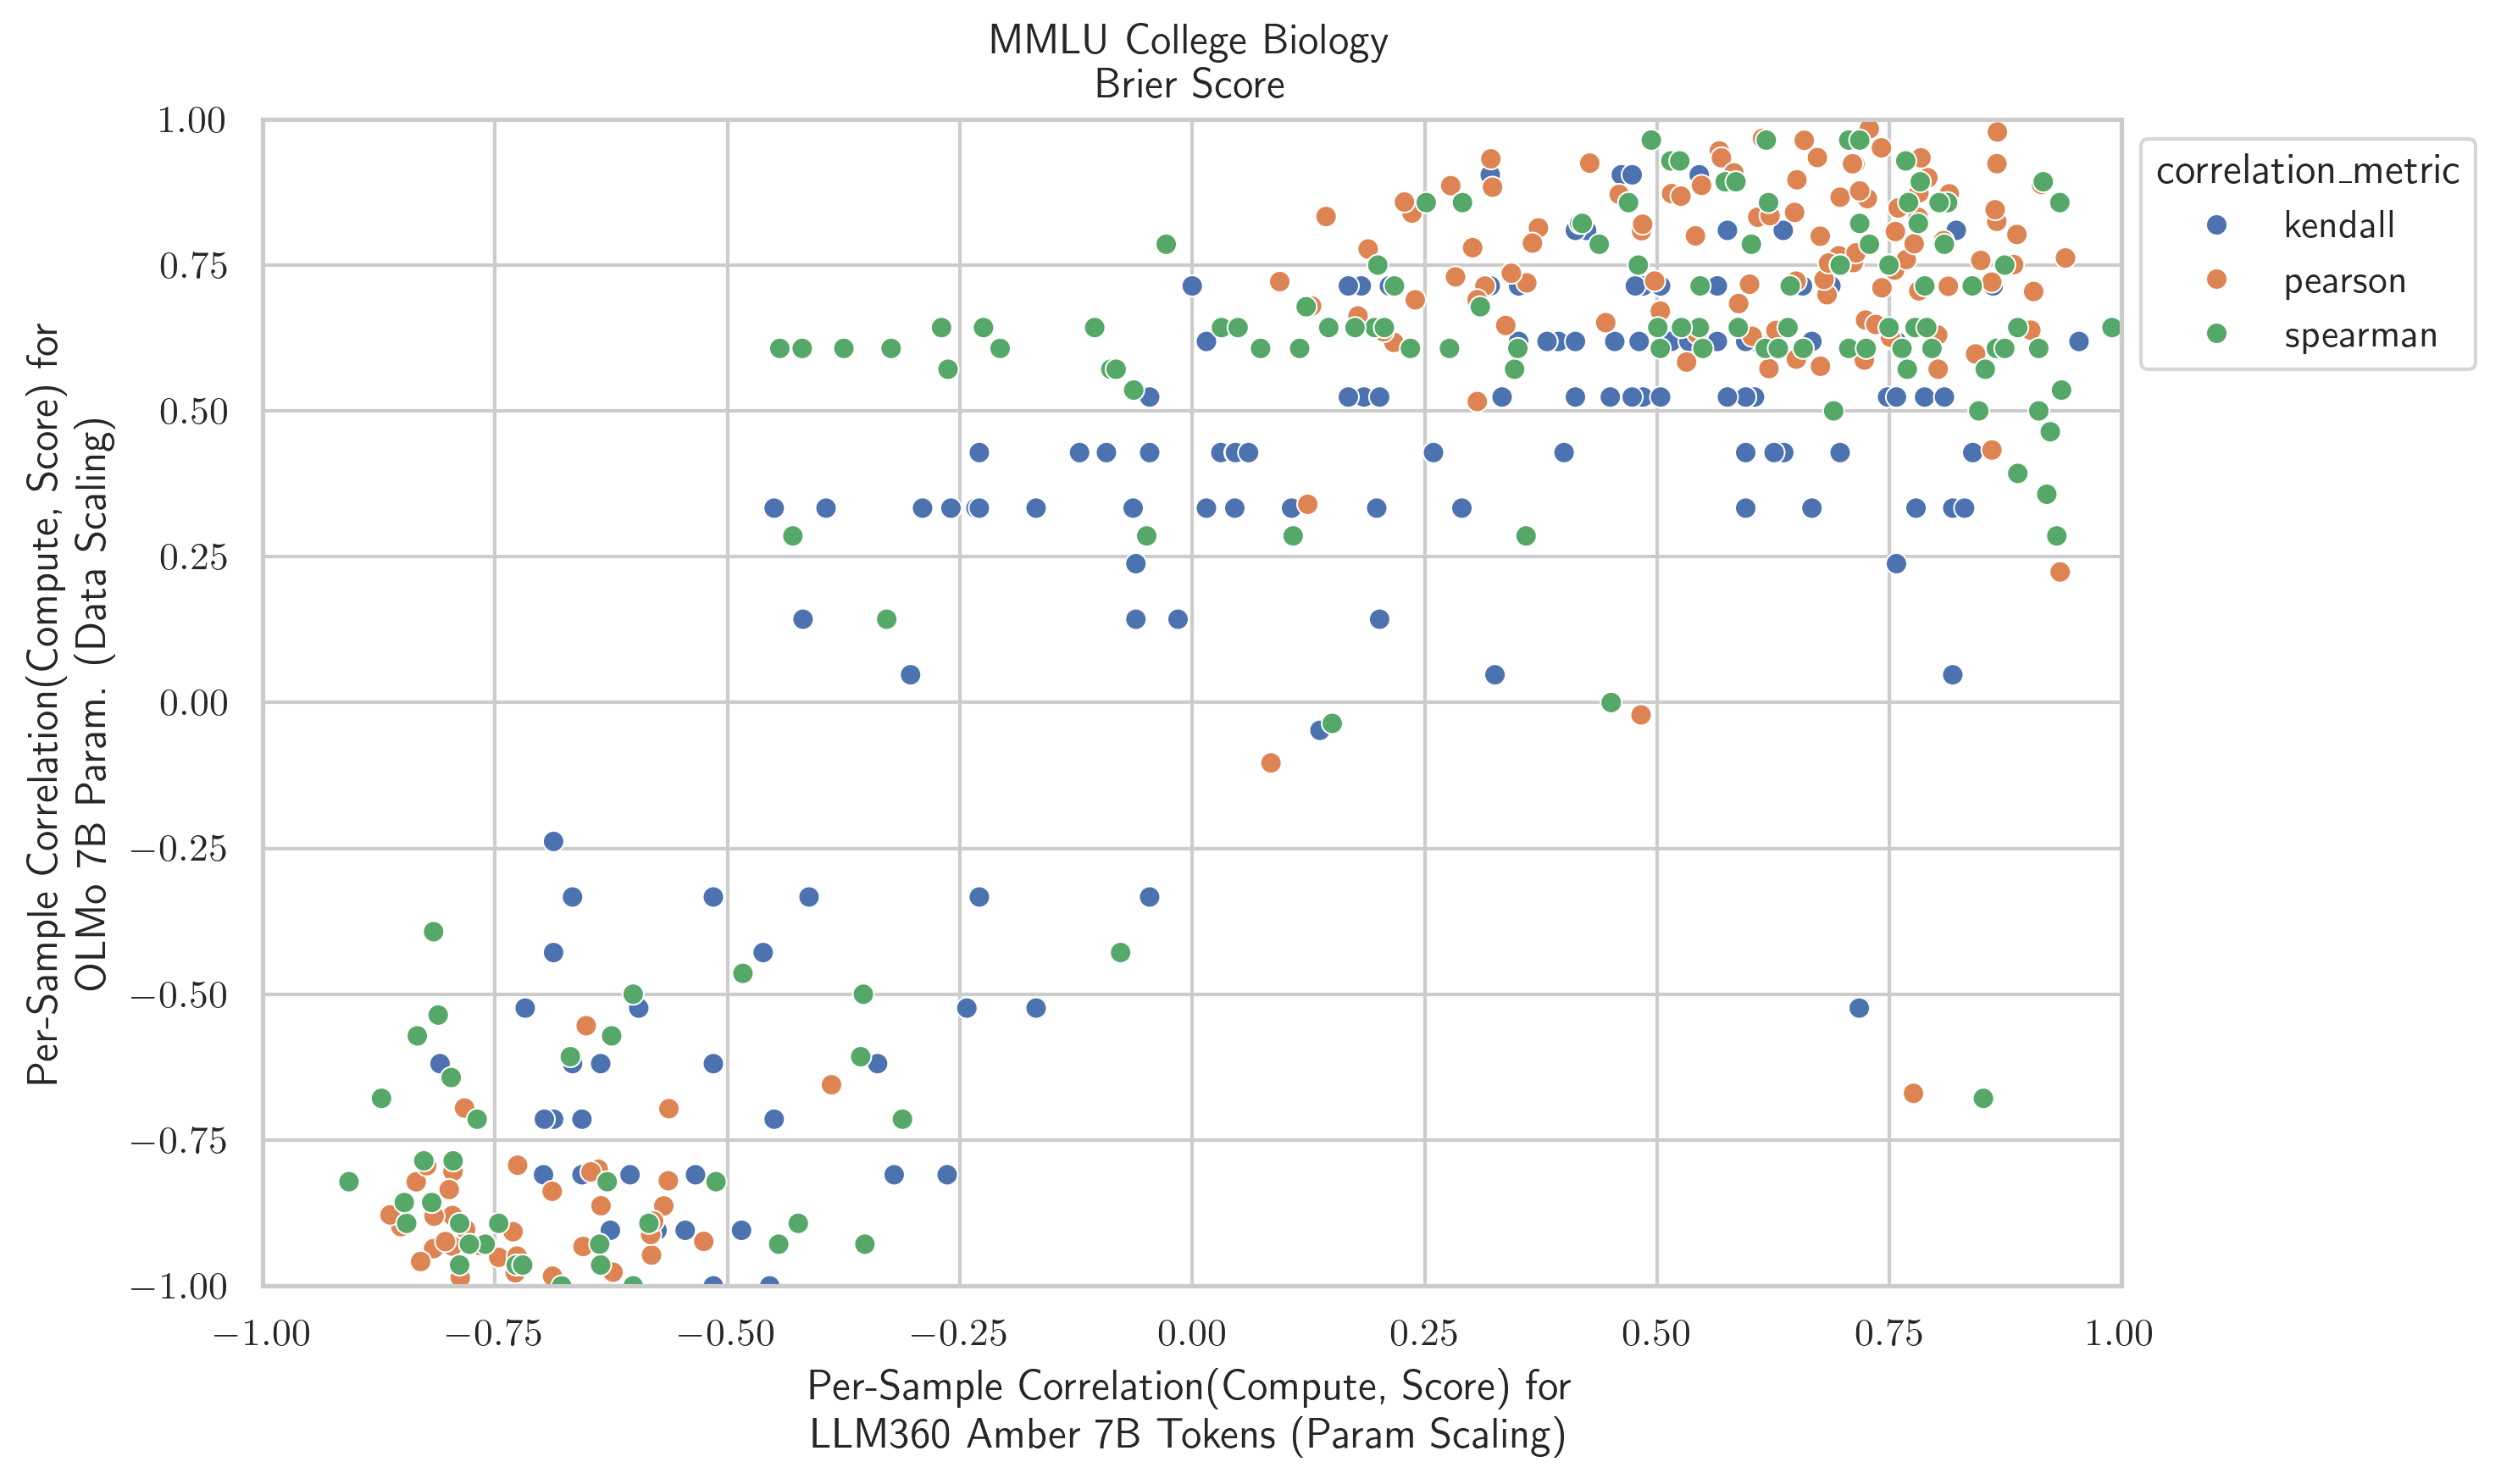 MMLU College Biology
Brier Score
1.00
0.75
0.50
0.25
0.00
−0.25
−0.50
−0.75
−1.00
Per-Sample Correlation(Compute, Score) for
OLMo 7B Param. (Data Scaling)
correlation_metric
kendall
pearson
spearman
−1.00 −0.75 −0.50 −0.25 0.00 0.25 0.50 0.75 1.00
Per-Sample Correlation(Compute, Score) for
LLM360 Amber 7B Tokens (Param Scaling)